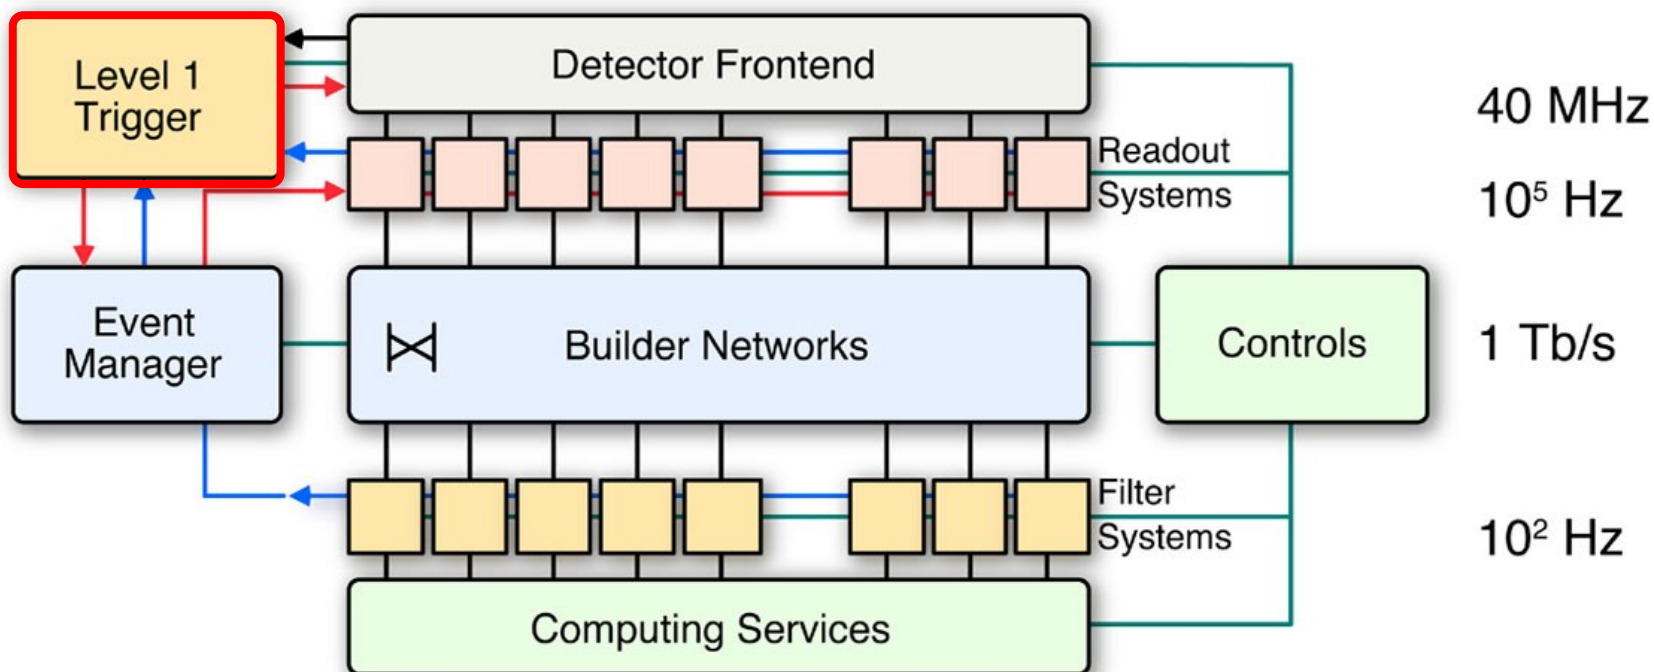 Level 1
Trigger
Detector Frontend
40 MHz
Readout
Systems
10⁵ Hz
Event
Manager
Builder Networks
Controls
1 Tb/s
Filter
Systems
10² Hz
Computing Services